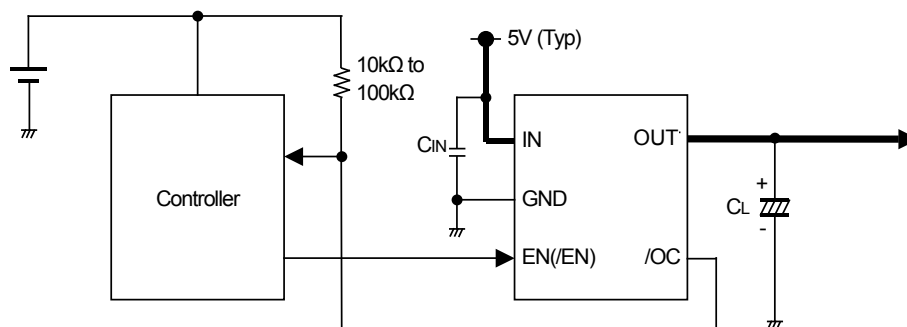 5V (Typ)
10kΩ to
100kΩ
CIN
IN
OUT
Controller
GND
+
CL
-
EN(/EN)
/OC